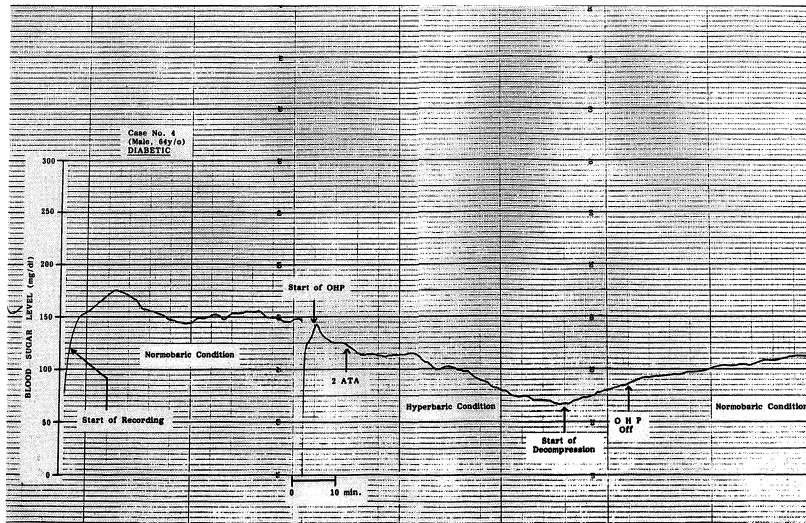 Case No. 4
(Male, 64y/o)
DIABETIC
300
250
200
150
100
50
0
BLOOD SUGAR LEVEL (mg/dl)
Start of OHP
Normobaric Condition
2 ATA
Start of Recording
Hyperbaric Condition
O H P
Off
Normobaric Condition
Start of
Decompression
0 10 min.